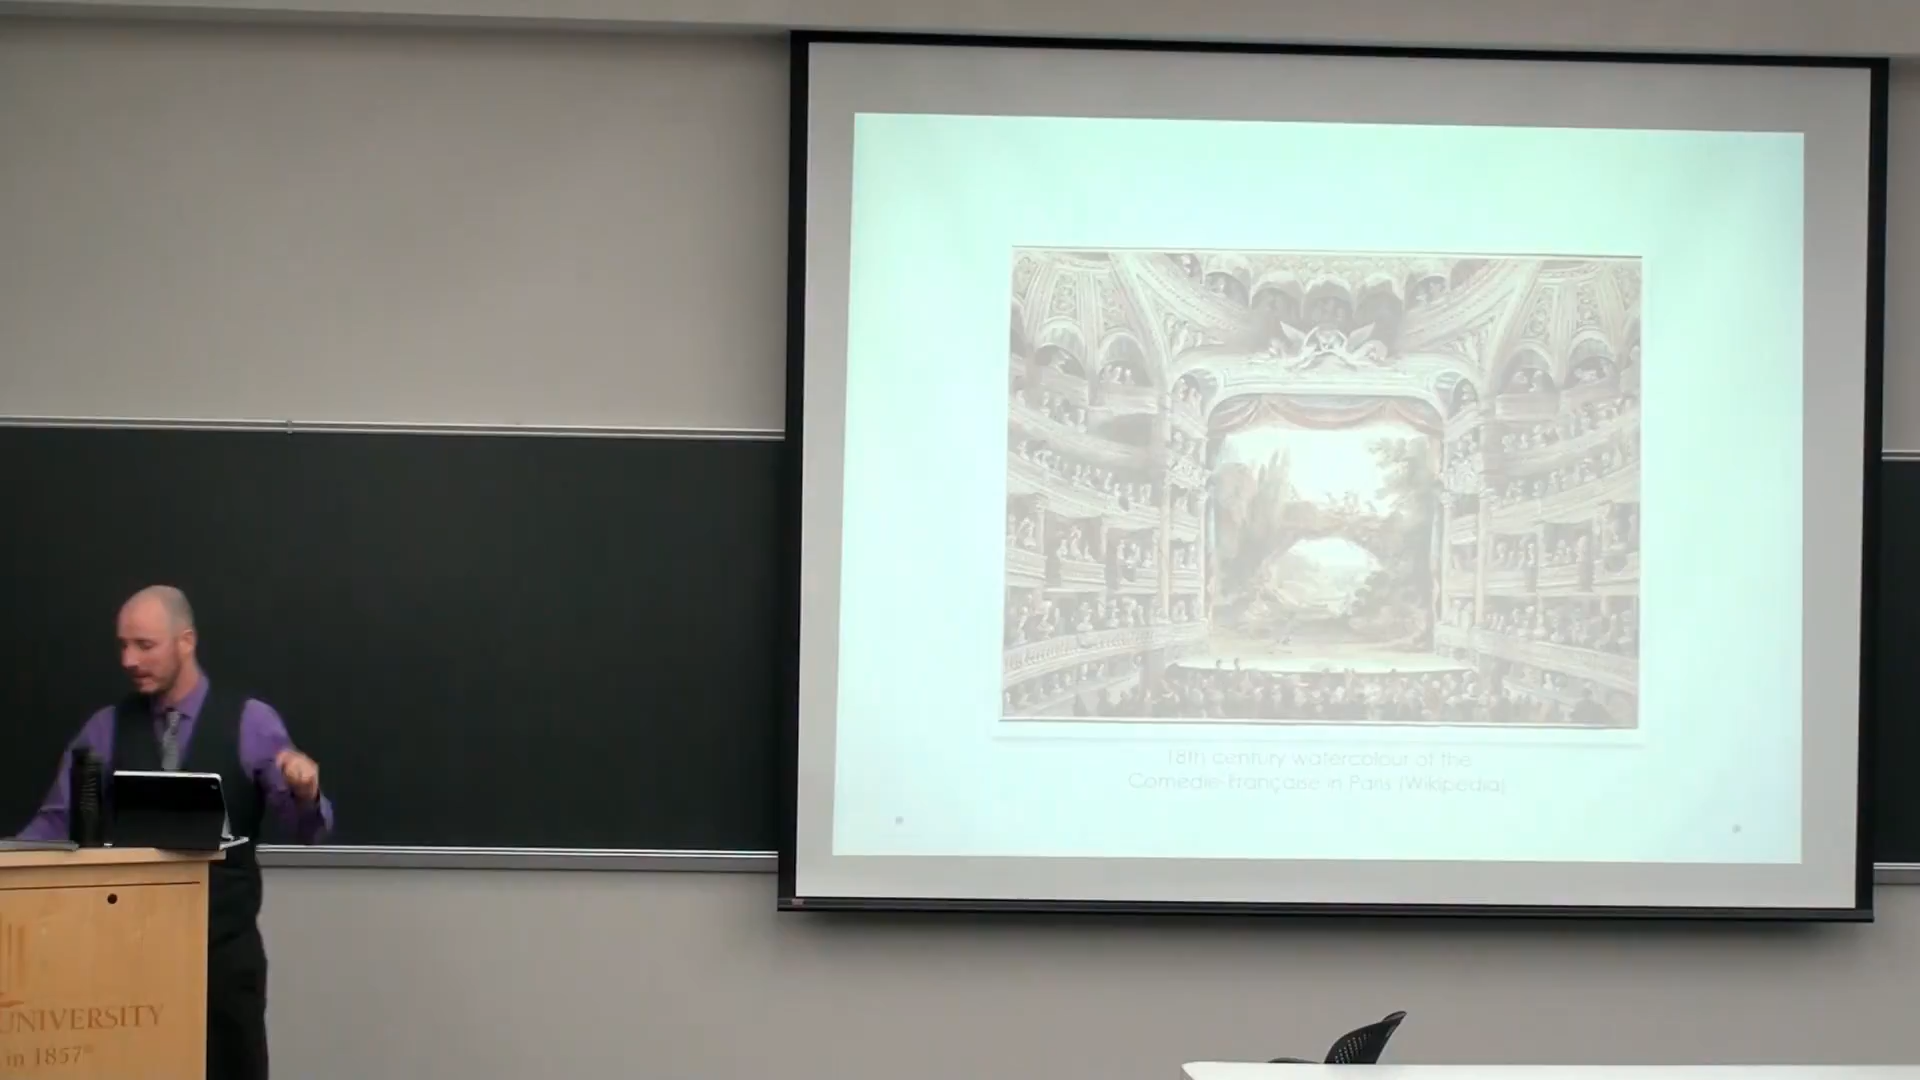 18th century watercolour of the
Comedie-Française in Paris (Wikipedia)
UNIVERSITY
in 1857®